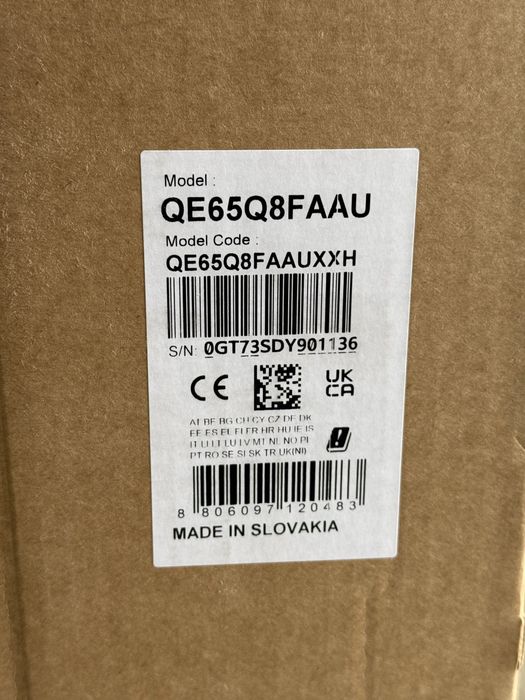 Model :
QE65Q8FAAU
Model Code :
QE65Q8FAAUXXH
S/N: 0GT73SDY901136
CE UK CA
AT BE BG CH CY CZ DE DK
EE ES EL FI FR HR HU IE IS
IT LI LT LU LV MT NL NO PL
PT RO SE SI SK TR UK(NI)
8 806097 120483
MADE IN SLOVAKIA